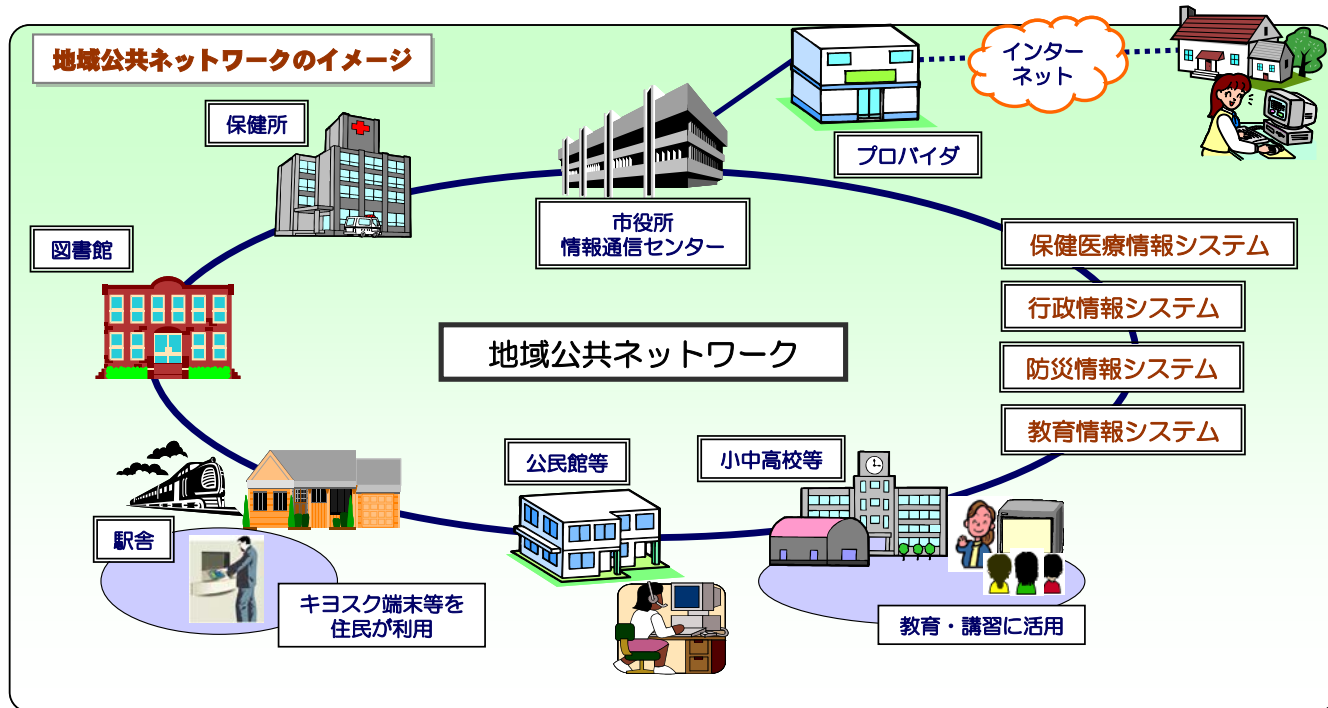 地域公共ネットワークのイメージ
インター
ネット
保健所
プロバイダ
市役所
情報通信センター
図書館
保健医療情報システム
行政情報システム
地域公共ネットワーク
防災情報システム
教育情報システム
公民館等
小中高校等
駅舎
キヨスク端末等を
住民が利用
教育・講習に活用